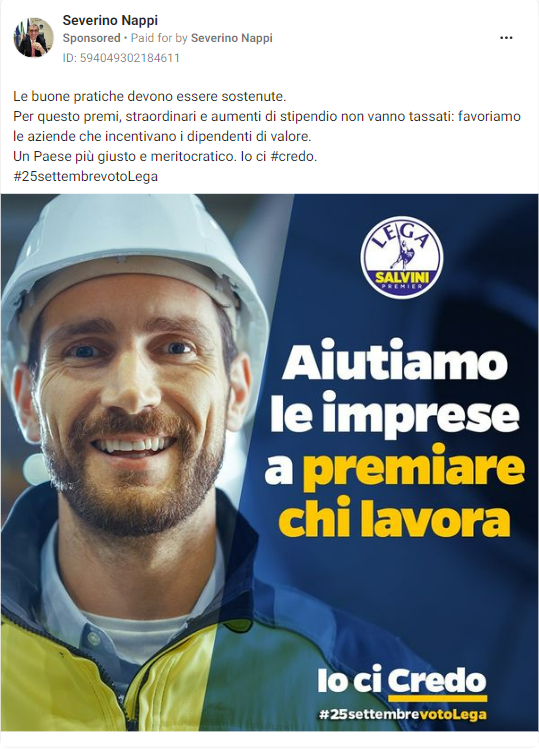 Severino Nappi
Sponsored • Paid for by Severino Nappi
ID: 594049302184611
Le buone pratiche devono essere sostenute.
Per questo premi, straordinari e aumenti di stipendio non vanno tassati: favoriamo
le aziende che incentivano i dipendenti di valore.
Un Paese più giusto e meritocratico. Io ci #credo.
#25settembrevotoLega
LEGA
SALVINI
PREMIER
Aiutiamo
le imprese
a premiare
chi lavora
Io ci Credo
#25settembrevotoLega